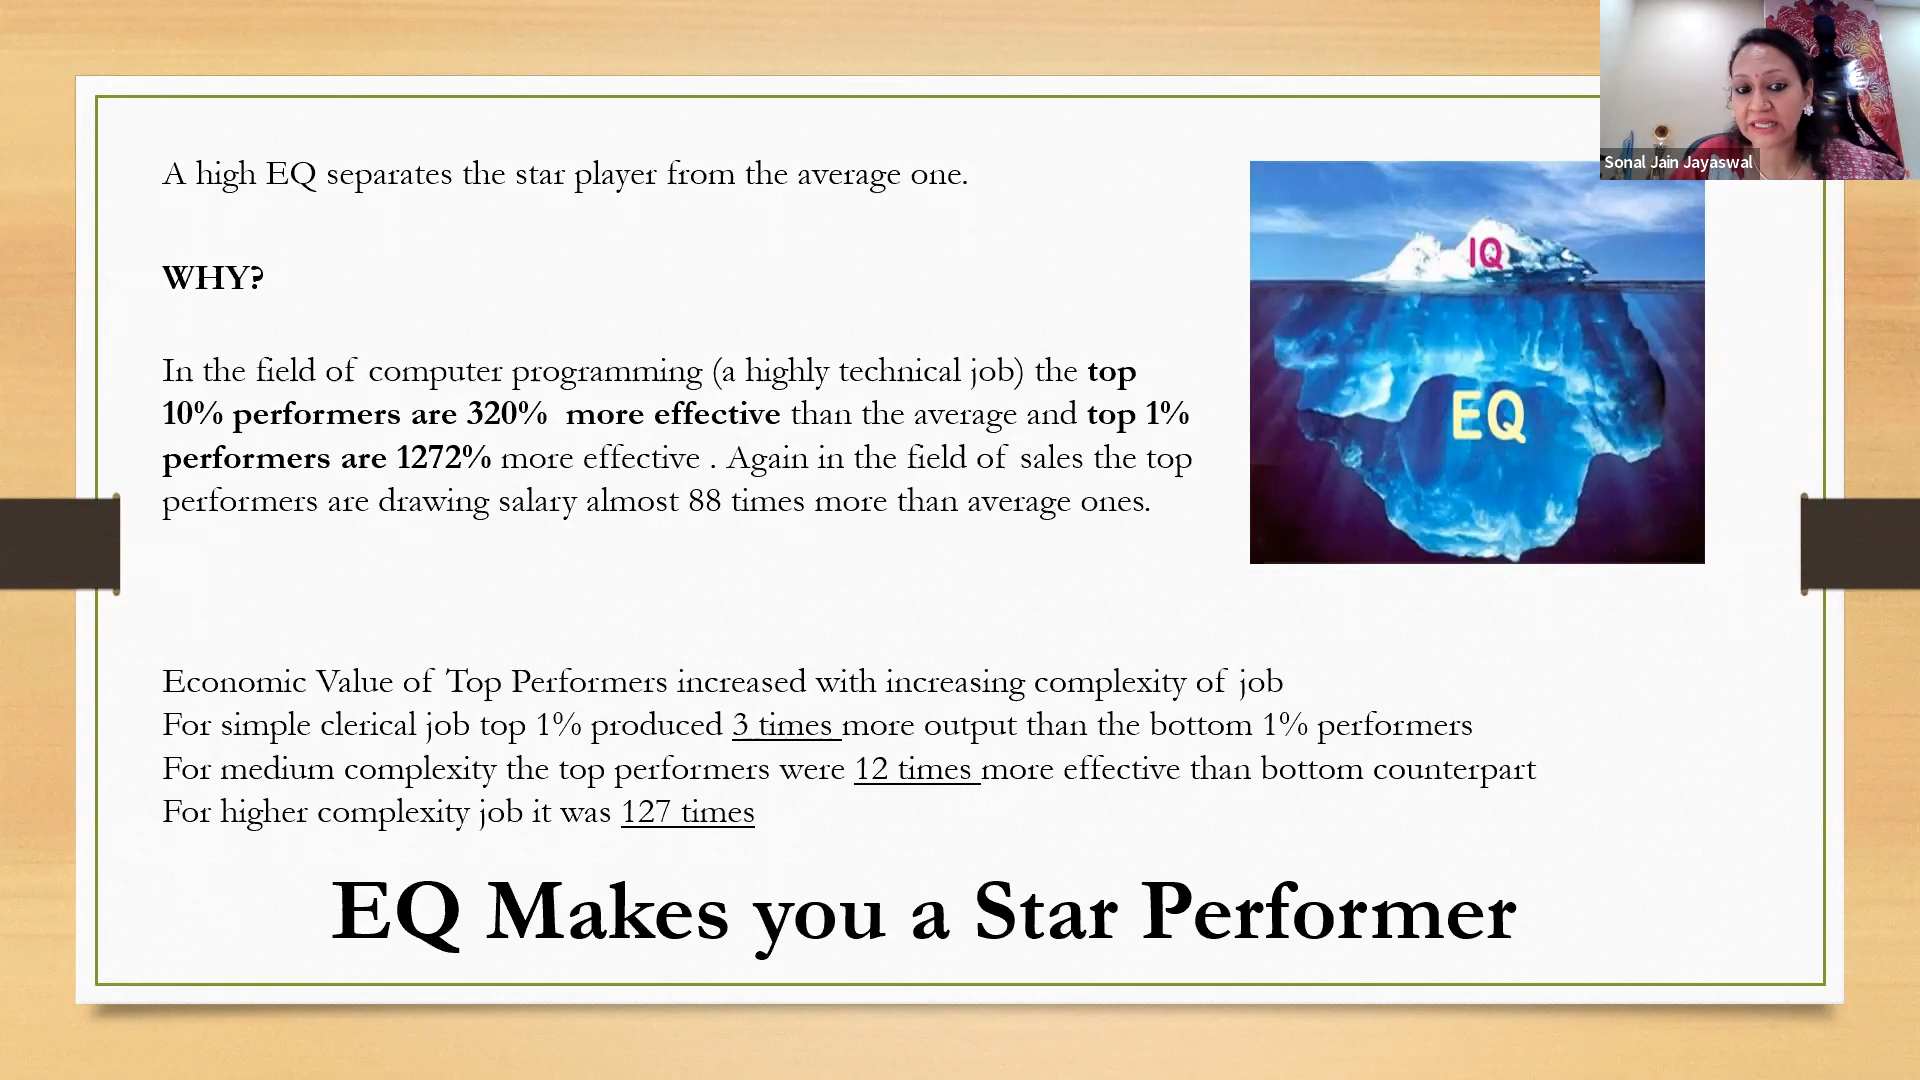 Sonal Jain Jayaswal
A high EQ separates the star player from the average one.
WHY?
In the field of computer programming (a highly technical job) the top
10% performers are 320% more effective than the average and top 1%
performers are 1272% more effective . Again in the field of sales the top
performers are drawing salary almost 88 times more than average ones.
IQ
EQ
Economic Value of Top Performers increased with increasing complexity of job
For simple clerical job top 1% produced 3 times more output than the bottom 1% performers
For medium complexity the top performers were 12 times more effective than bottom counterpart
For higher complexity job it was 127 times
EQ Makes you a Star Performer